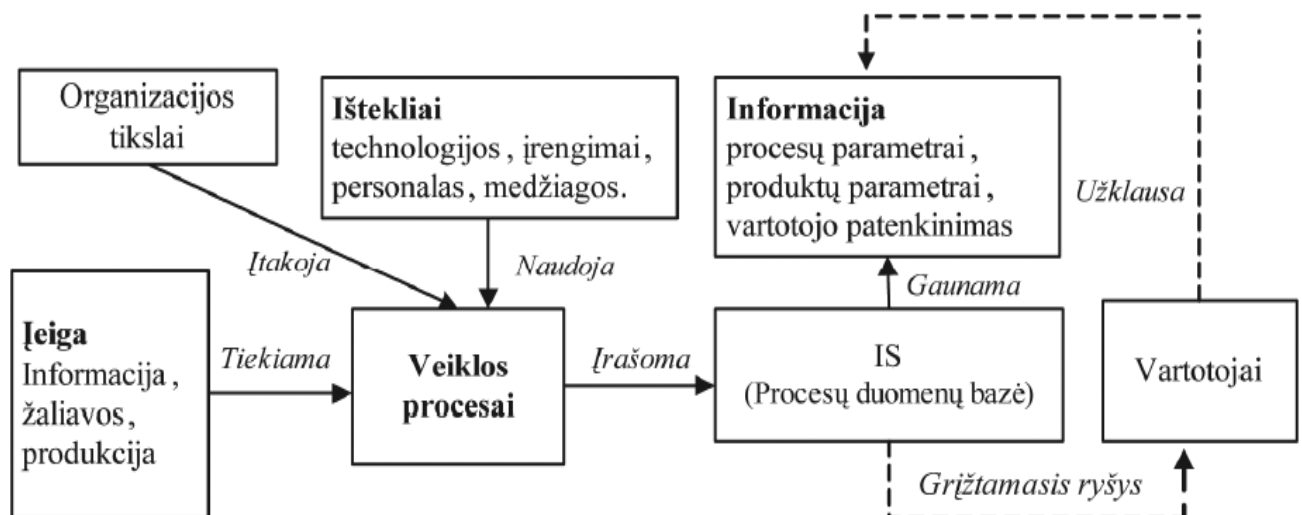 Organizacijos
tikslai
Ištekliai
technologijos , įrengimai ,
personalas, medžiagos.
Informacija
procesų parametrai ,
produktų parametrai ,
vartotojo patenkinimas
Užklausa
Įtakoja
Naudoja
Gaunama
Įeiga
Informacija ,
žaliavos ,
produkcija
Tiekiama
Veiklos
procesai
Įrašoma
IS
(Procesų duomenų bazė)
Vartotojai
Grįžtamasis ryšys